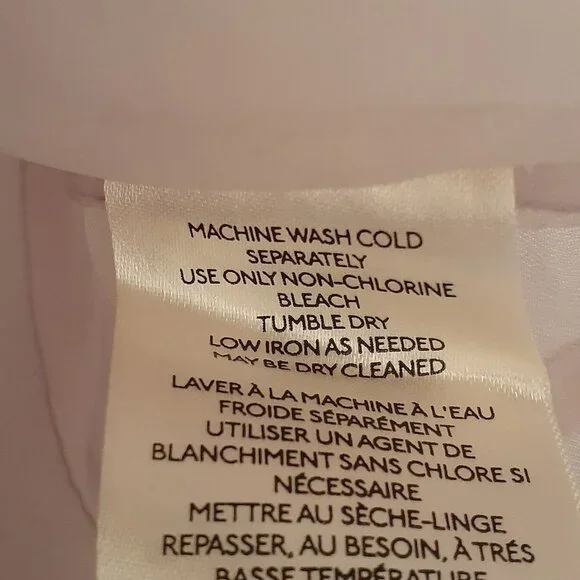 MACHINE WASH COLD
SEPARATELY
USE ONLY NON-CHLORINE
BLEACH
TUMBLE DRY
LOW IRON AS NEEDED
MAY BE DRY CLEANED
LAVER À LA MACHINE À L'EAU
FROIDE SÉPARÉMENT
UTILISER UN AGENT DE
BLANCHIMENT SANS CHLORE SI
NÉCESSAIRE
METTRE AU SÈCHE-LINGE
REPASSER, AU BESOIN, À TRÉS
BASSE TEMPÉRATURE